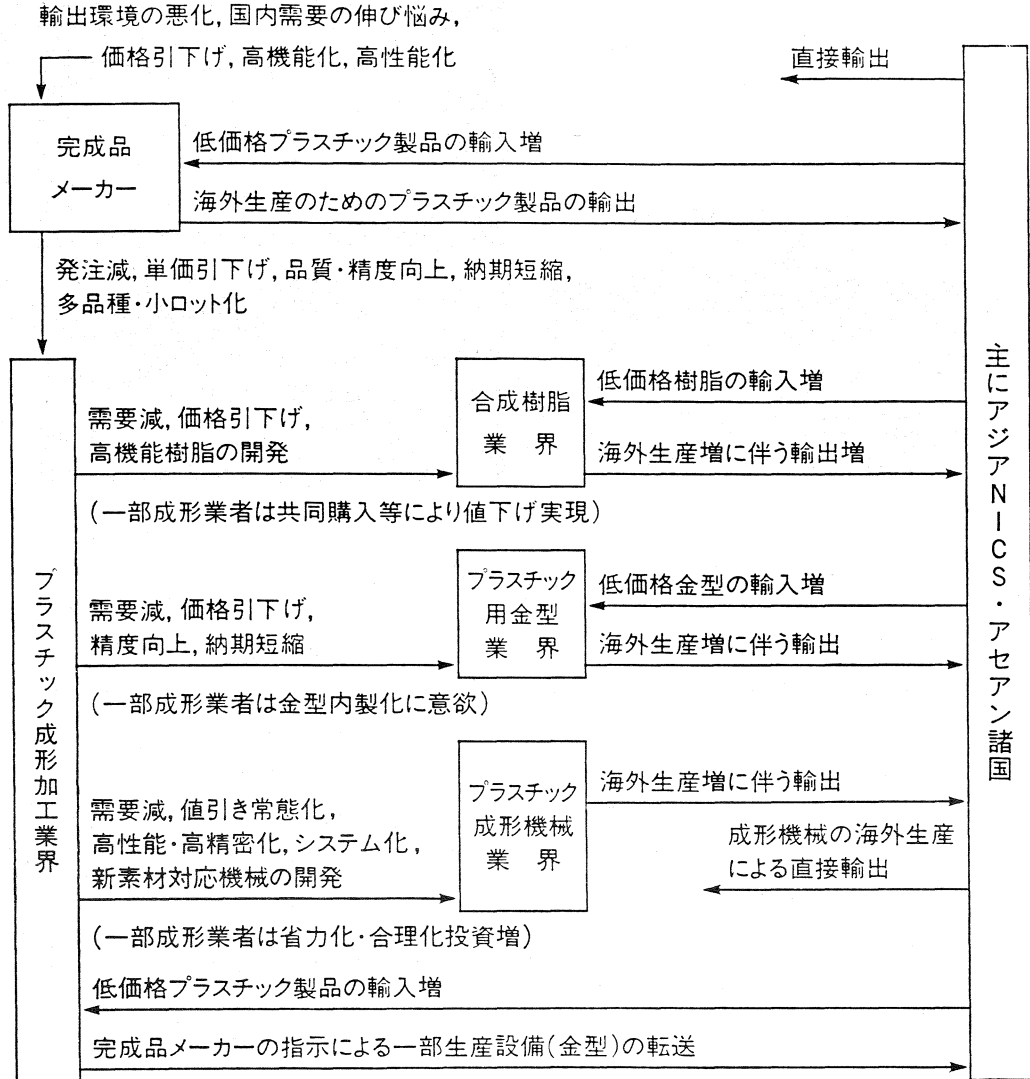 輸出環境の悪化，国内需要の伸び悩み，
価格引下げ，高機能化，高性能化
直接輸出
完成品
メーカー
低価格プラスチック製品の輸入増
海外生産のためのプラスチック製品の輸出
発注減，単価引下げ，品質・精度向上，納期短縮，
多品種・小ロット化
主にアジアNICS・アセアン諸国
プラスチック成形加工業界
需要減，価格引下げ，
高機能樹脂の開発
(一部成形業者は共同購入等により値下げ実現)
合成樹脂
業界
低価格樹脂の輸入増
海外生産増に伴う輸出増
需要減，価格引下げ，
精度向上，納期短縮
(一部成形業者は金型内製化に意欲)
プラスチック
用金型
業界
低価格金型の輸入増
海外生産増に伴う輸出
需要減，値引き常態化，
高性能・高精密化，システム化，
新素材対応機械の開発
(一部成形業者は省力化・合理化投資増)
プラスチック
成形機械
業界
海外生産増に伴う輸出
成形機械の海外生産
による直接輸出
低価格プラスチック製品の輸入増
完成品メーカーの指示による一部生産設備(金型)の転送